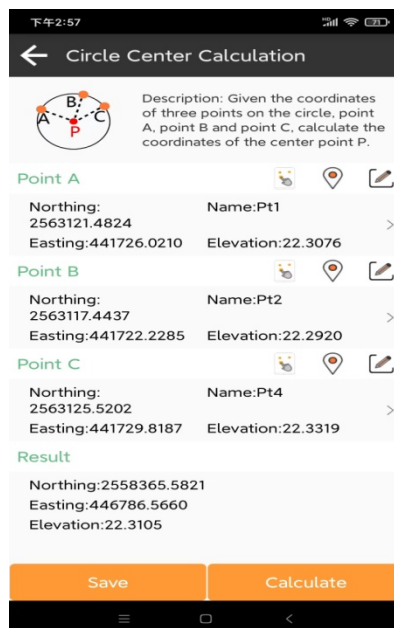 下午2:57
HD
71
Circle Center Calculation
B
A
C
P
Description: Given the coordinates
of three points on the circle, point
A, point B and point C, calculate the
coordinates of the center point P.
Point A
Northing:
2563121.4824
Name:Pt1
Easting:441726.0210
Elevation:22.3076
Point B
Northing:
2563117.4437
Name:Pt2
Easting:441722.2285
Elevation:22.2920
Point C
Northing:
2563125.5202
Name:Pt4
Easting:441729.8187
Elevation:22.3319
Result
Northing:2558365.5821
Easting:446786.5660
Elevation:22.3105
Save
Calculate